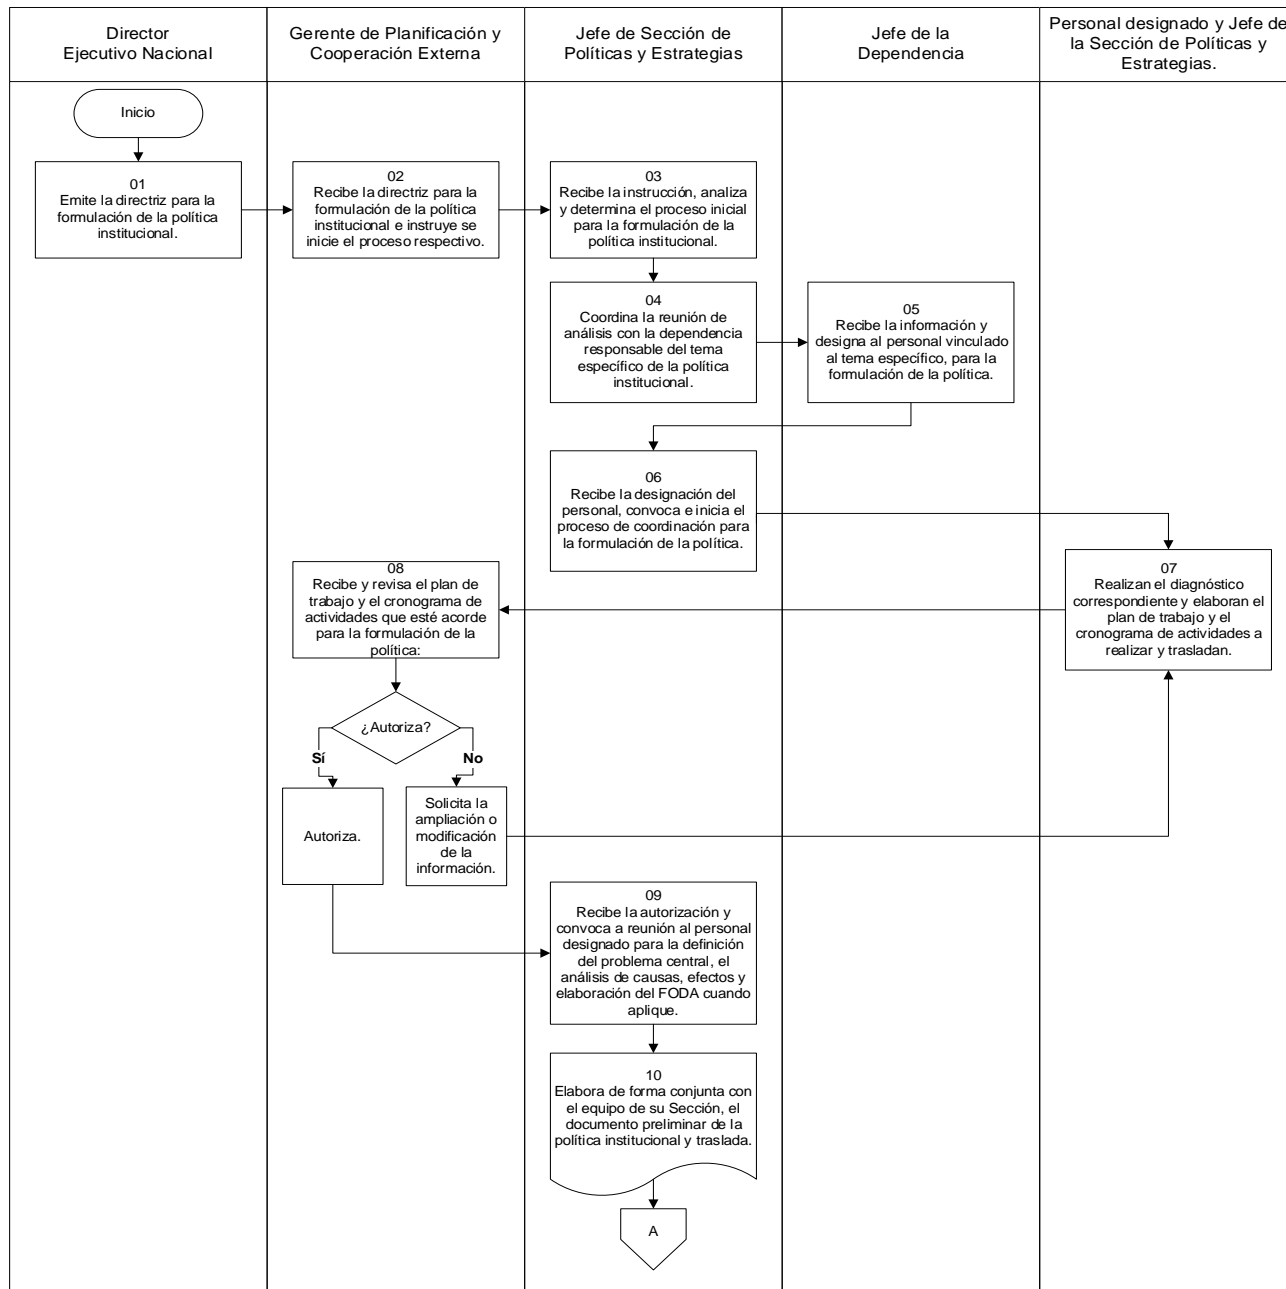 Director
Ejecutivo Nacional
Gerente de Planificación y
Cooperación Externa
Jefe de Sección de
Políticas y Estrategias
Jefe de la
Dependencia
Personal designado y Jefe de
la Sección de Políticas y
Estrategias.
Inicio
01
Emite la directriz para la
formulación de la política
institucional.
02
Recibe la directriz para la
formulación de la política
institucional e instruye se
inicie el proceso respectivo.
03
Recibe la instrucción, analiza
y determina el proceso inicial
para la formulación de la
política institucional.
04
Coordina la reunión de
análisis con la dependencia
responsable del tema
específico de la política
institucional.
05
Recibe la información y
designa al personal vinculado
al tema específico, para la
formulación de la política.
06
Recibe la designación del
personal, convoca e inicia el
proceso de coordinación para
la formulación de la política.
07
Realizan el diagnóstico
correspondiente y elaboran el
plan de trabajo y el
cronograma de actividades a
realizar y trasladan.
08
Recibe y revisa el plan de
trabajo y el cronograma de
actividades que esté acorde
para la formulación de la
política:
¿Autoriza?
Sí
No
Autoriza.
Solicita la
ampliación o
modificación
de la
información.
09
Recibe la autorización y
convoca a reunión al personal
designado para la definición
del problema central, el
análisis de causas, efectos y
elaboración del FODA cuando
aplique.
10
Elabora de forma conjunta con
el equipo de su Sección, el
documento preliminar de la
política institucional y traslada.
A